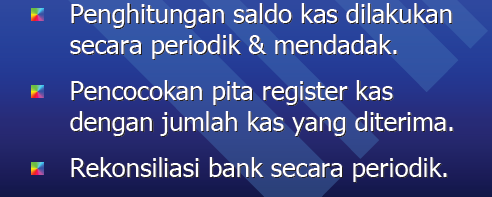 Penghitungan saldo kas dilakukan
secara periodik & mendadak.
Pencocokan pita register kas
dengan jumlah kas yang diterima.
Rekonsiliasi bank secara periodik.